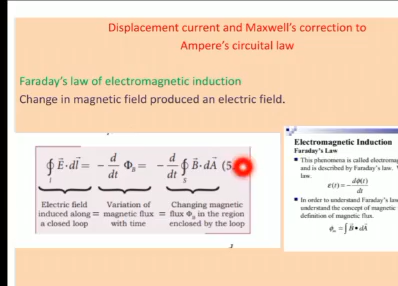 Displacement current and Maxwell's correction to
Ampere's circuital law
Faraday's law of electromagnetic induction
Change in magnetic field produced an electric field.
∮ₗ E⃗·dl⃗ = − d/dt Φ_B = − d/dt ∮_S B⃗·dA⃗ (5.
Electric field Variation of Changing magnetic
induced along = magnetic flux = flux Φ_B in the region
a closed loop with time enclosed by the loop
Electromagnetic Induction
Faraday's Law
▪ This phenomena is called electromag
and is described by Faraday's law.
law.
ε(t) = − dϕ(t)/dt
▪ In order to understand Faraday's law
understand the concept of magnetic
definition of magnetic flux.
ϕₘ = ∫ B⃗ • dA⃗